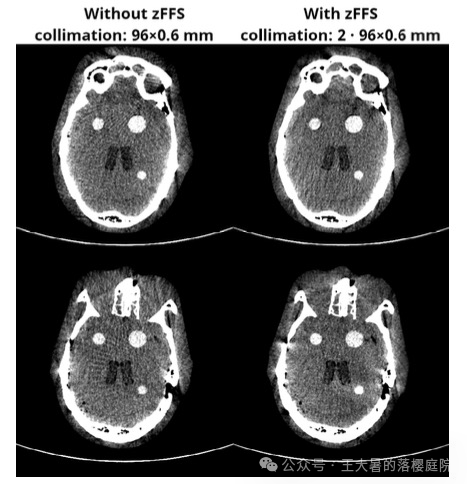 Without zFFS
collimation: 96×0.6 mm
With zFFS
collimation: 2 · 96×0.6 mm
公众号 · 王大暑的落樱庭院